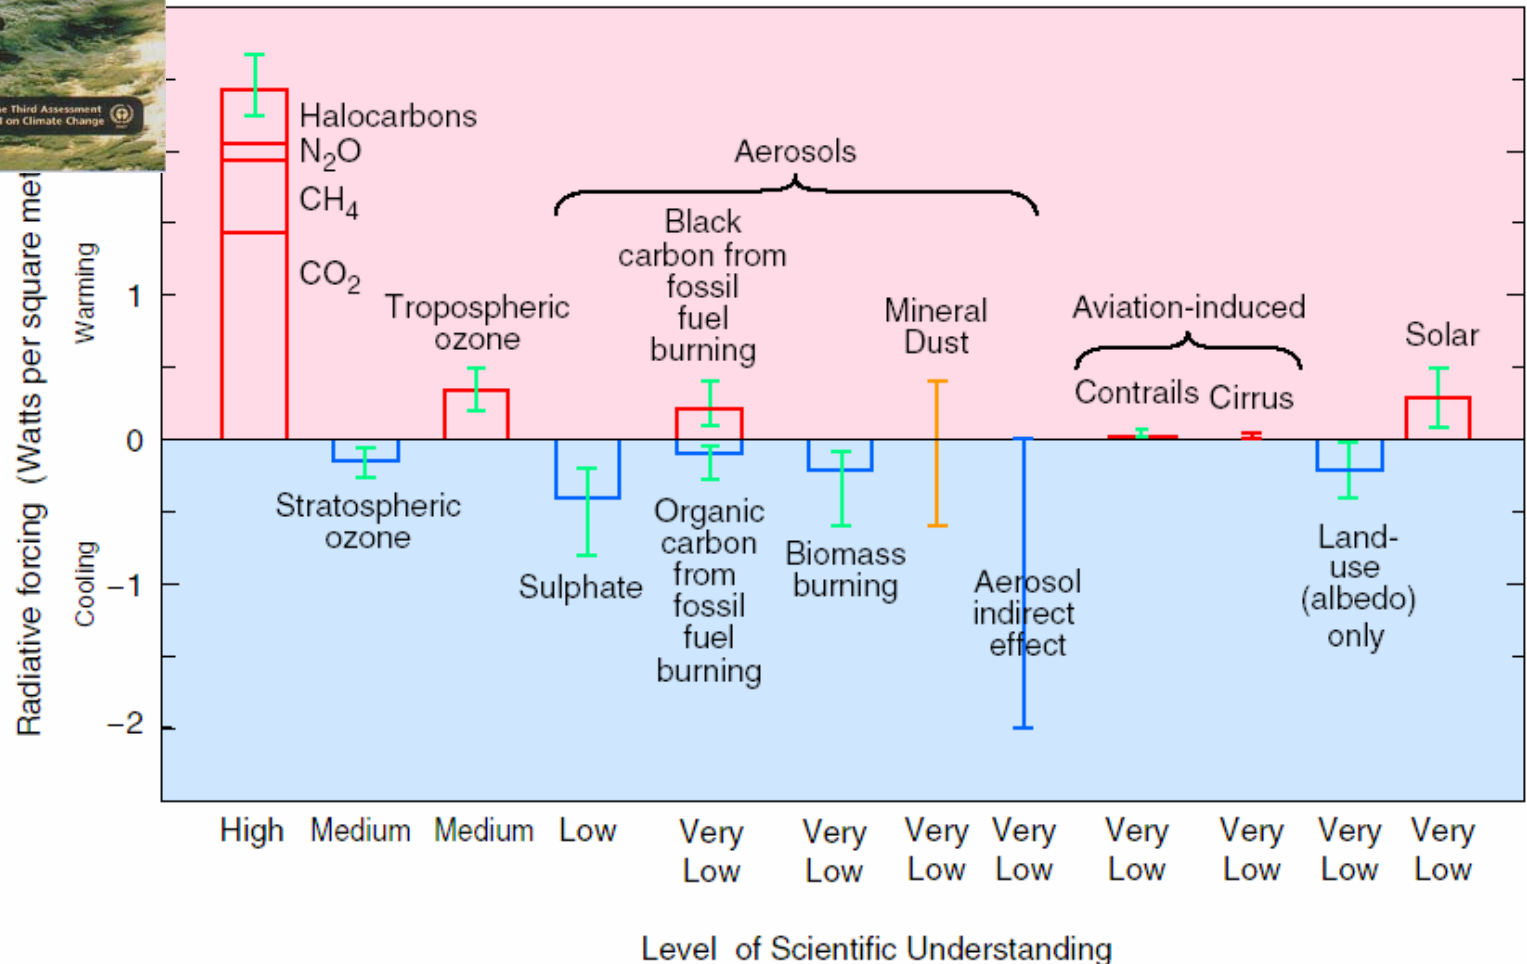 e Third Assessment
l on Climate Change
Radiative forcing (Watts per square met
Warming
Cooling
1
0
−1
−2
Halocarbons
N₂O
CH₄
CO₂
Tropospheric
ozone
Stratospheric
ozone
Aerosols
Sulphate
Black
carbon from
fossil
fuel
burning
Organic
carbon
from
fossil
fuel
burning
Biomass
burning
Mineral
Dust
Aerosol
indirect
effect
Aviation-induced
Contrails Cirrus
Land-
use
(albedo)
only
Solar
High Medium Medium Low Very Very Very Very Very Very Very Very
Low Low Low Low Low Low Low Low
Level of Scientific Understanding